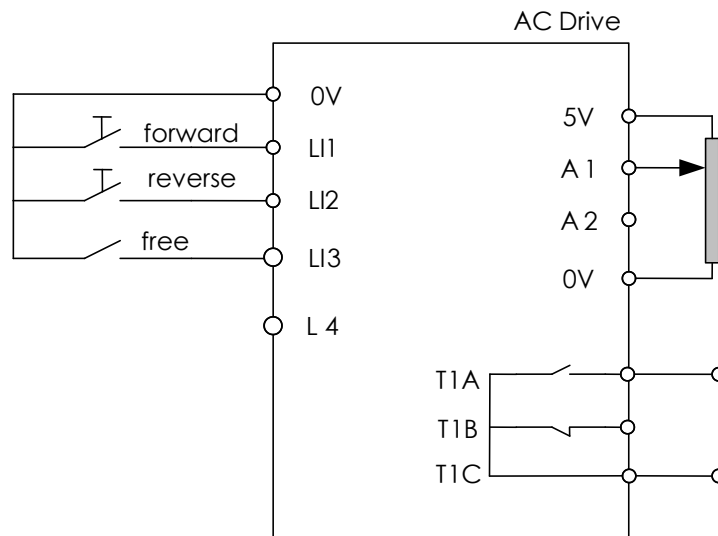 AC Drive
0V
forward
LI1
reverse
LI2
free
LI3
L 4
5V
A 1
A 2
0V
T1A
T1B
T1C